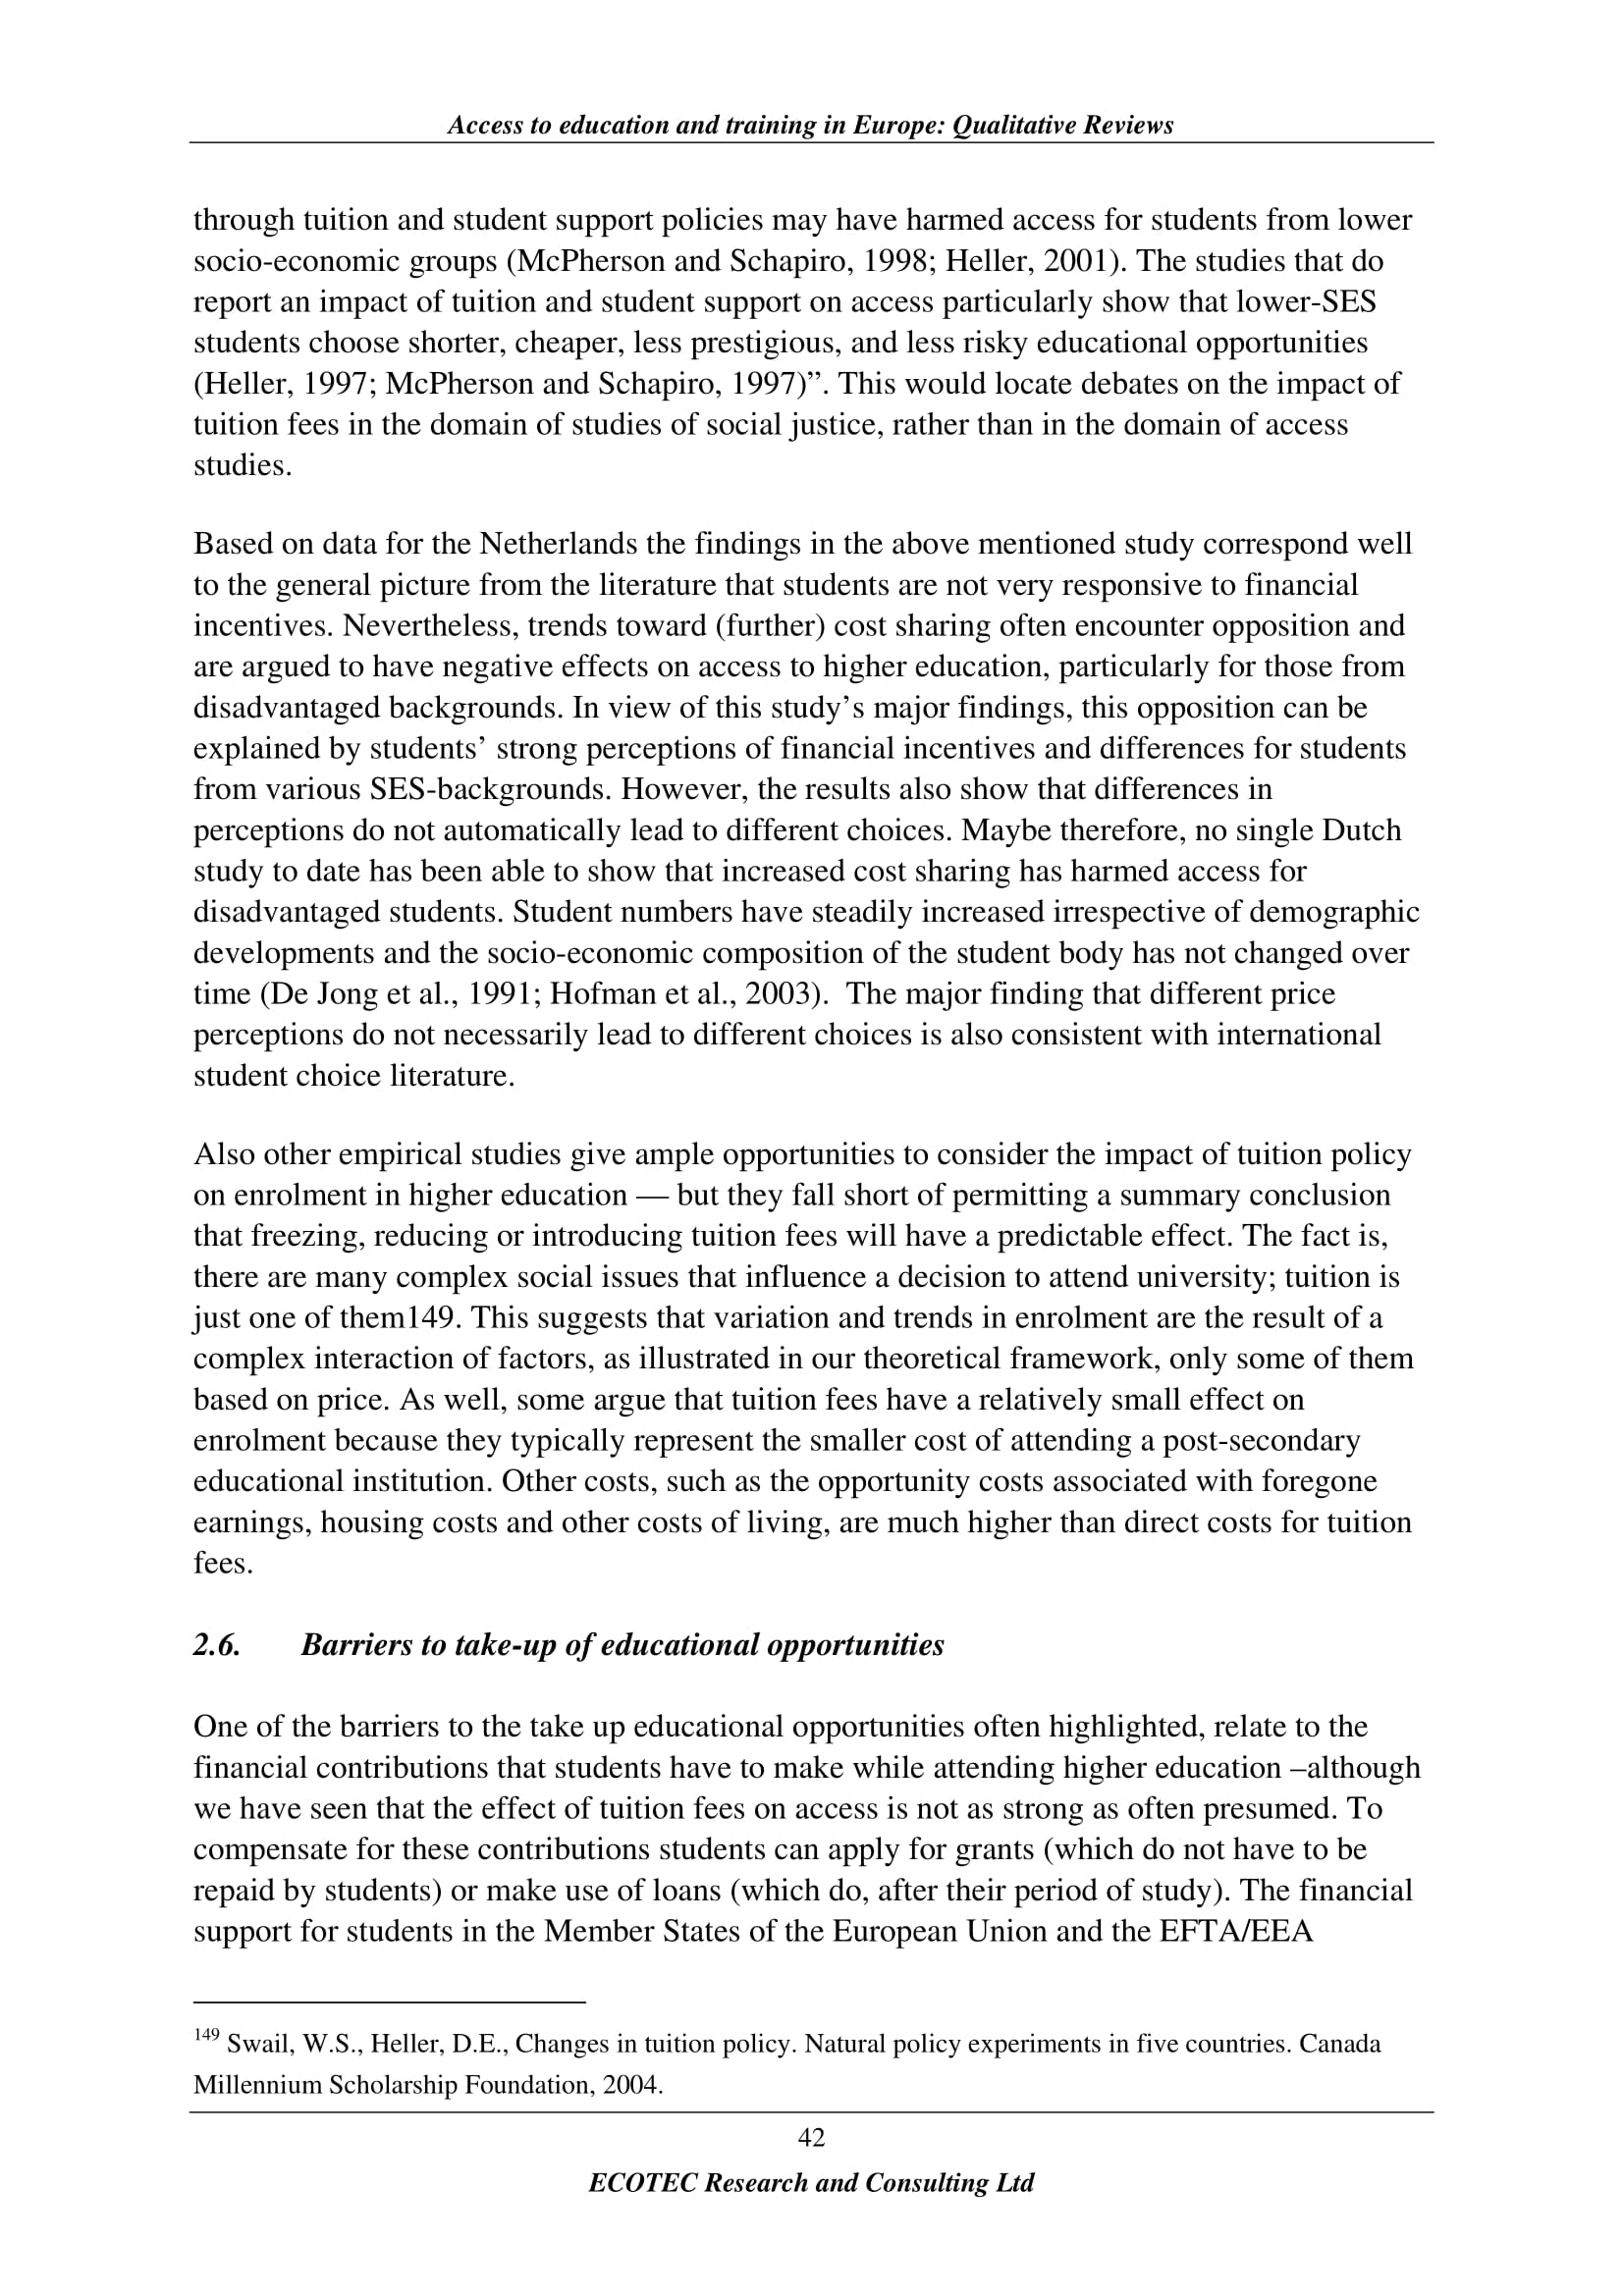 Access to education and training in Europe: Qualitative Reviews
through tuition and student support policies may have harmed access for students from lower
socio-economic groups (McPherson and Schapiro, 1998; Heller, 2001). The studies that do
report an impact of tuition and student support on access particularly show that lower-SES
students choose shorter, cheaper, less prestigious, and less risky educational opportunities
(Heller, 1997; McPherson and Schapiro, 1997)”. This would locate debates on the impact of
tuition fees in the domain of studies of social justice, rather than in the domain of access
studies.
Based on data for the Netherlands the findings in the above mentioned study correspond well
to the general picture from the literature that students are not very responsive to financial
incentives. Nevertheless, trends toward (further) cost sharing often encounter opposition and
are argued to have negative effects on access to higher education, particularly for those from
disadvantaged backgrounds. In view of this study’s major findings, this opposition can be
explained by students’ strong perceptions of financial incentives and differences for students
from various SES-backgrounds. However, the results also show that differences in
perceptions do not automatically lead to different choices. Maybe therefore, no single Dutch
study to date has been able to show that increased cost sharing has harmed access for
disadvantaged students. Student numbers have steadily increased irrespective of demographic
developments and the socio-economic composition of the student body has not changed over
time (De Jong et al., 1991; Hofman et al., 2003).  The major finding that different price
perceptions do not necessarily lead to different choices is also consistent with international
student choice literature.
Also other empirical studies give ample opportunities to consider the impact of tuition policy
on enrolment in higher education — but they fall short of permitting a summary conclusion
that freezing, reducing or introducing tuition fees will have a predictable effect. The fact is,
there are many complex social issues that influence a decision to attend university; tuition is
just one of them149. This suggests that variation and trends in enrolment are the result of a
complex interaction of factors, as illustrated in our theoretical framework, only some of them
based on price. As well, some argue that tuition fees have a relatively small effect on
enrolment because they typically represent the smaller cost of attending a post-secondary
educational institution. Other costs, such as the opportunity costs associated with foregone
earnings, housing costs and other costs of living, are much higher than direct costs for tuition
fees.
2.6. Barriers to take-up of educational opportunities
One of the barriers to the take up educational opportunities often highlighted, relate to the
financial contributions that students have to make while attending higher education –although
we have seen that the effect of tuition fees on access is not as strong as often presumed. To
compensate for these contributions students can apply for grants (which do not have to be
repaid by students) or make use of loans (which do, after their period of study). The financial
support for students in the Member States of the European Union and the EFTA/EEA
149 Swail, W.S., Heller, D.E., Changes in tuition policy. Natural policy experiments in five countries. Canada
Millennium Scholarship Foundation, 2004.
42
ECOTEC Research and Consulting Ltd